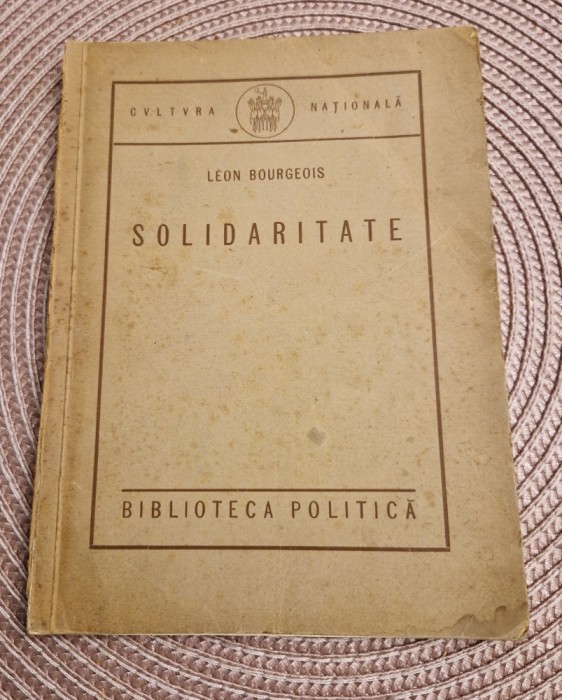 CVLTVRA NAȚIONALĂ
LÉON BOURGEOIS
SOLIDARITATE
BIBLIOTECA POLITICĂ